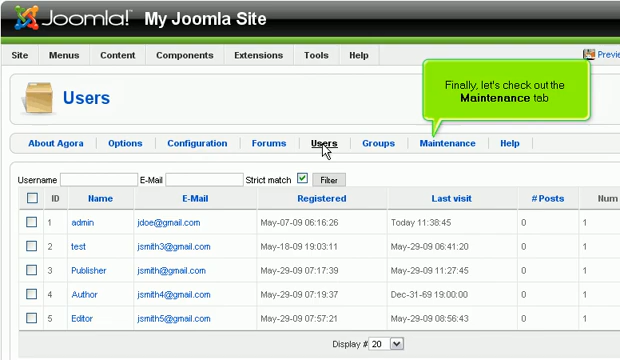 Joomla! My Joomla Site
Site Menus Content Components Extensions Tools Help
Finally, let's check out the
Maintenance tab
Users
About Agora Options Configuration Forums Users Groups Maintenance Help
Username E-Mail Strict match Filter
ID Name E-Mail Registered Last visit # Posts Num
1 admin jdoe@gmail.com May-07-09 06:16:26 Today 11:38:45 0 1
2 test jsmith3@gmail.com May-18-09 19:03:11 May-29-09 06:41:20 0 1
3 Publisher jsmith@gmail.com May-29-09 07:17:39 May-29-09 11:27:45 0 1
4 Author jsmith4@gmail.com May-29-09 07:19:37 Dec-31-69 19:00:00 0 1
5 Editor jsmith5@gmail.com May-29-09 07:57:21 May-29-09 08:56:43 0 1
Display # 20